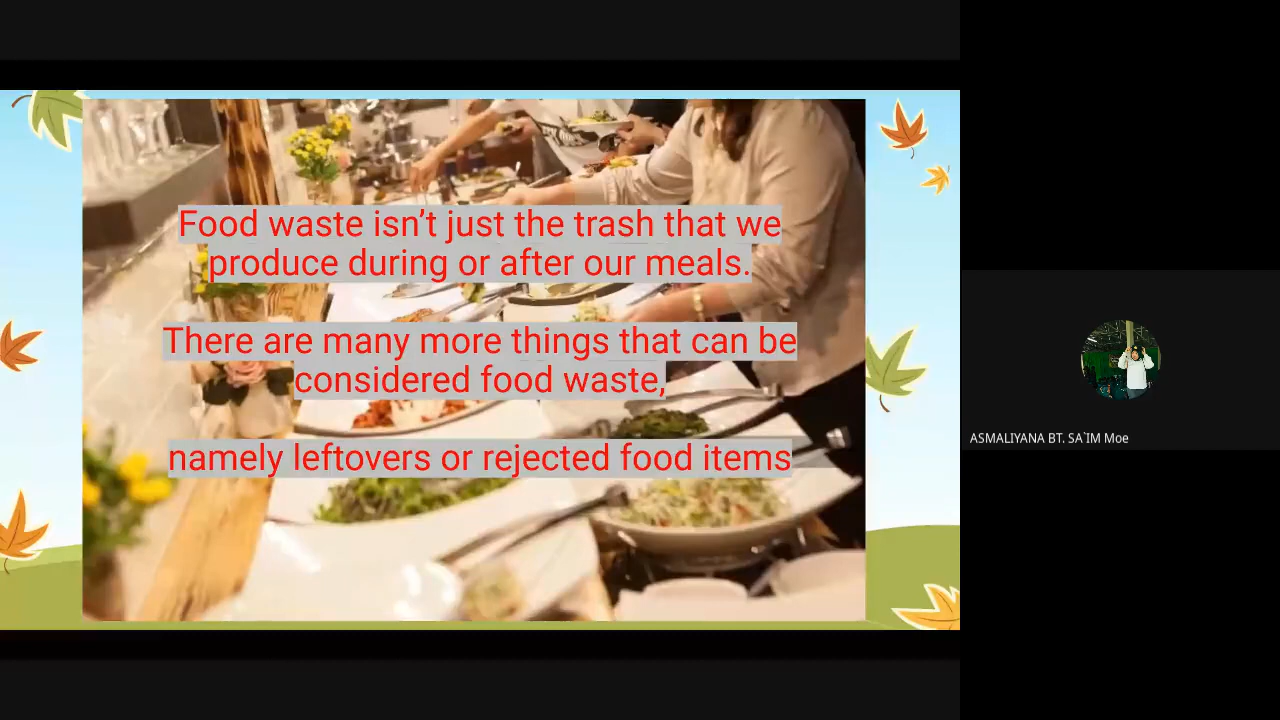 Food waste isn’t just the trash that we
produce during or after our meals.
There are many more things that can be
considered food waste,
namely leftovers or rejected food items
ASMALIYANA BT. SA`IM Moe